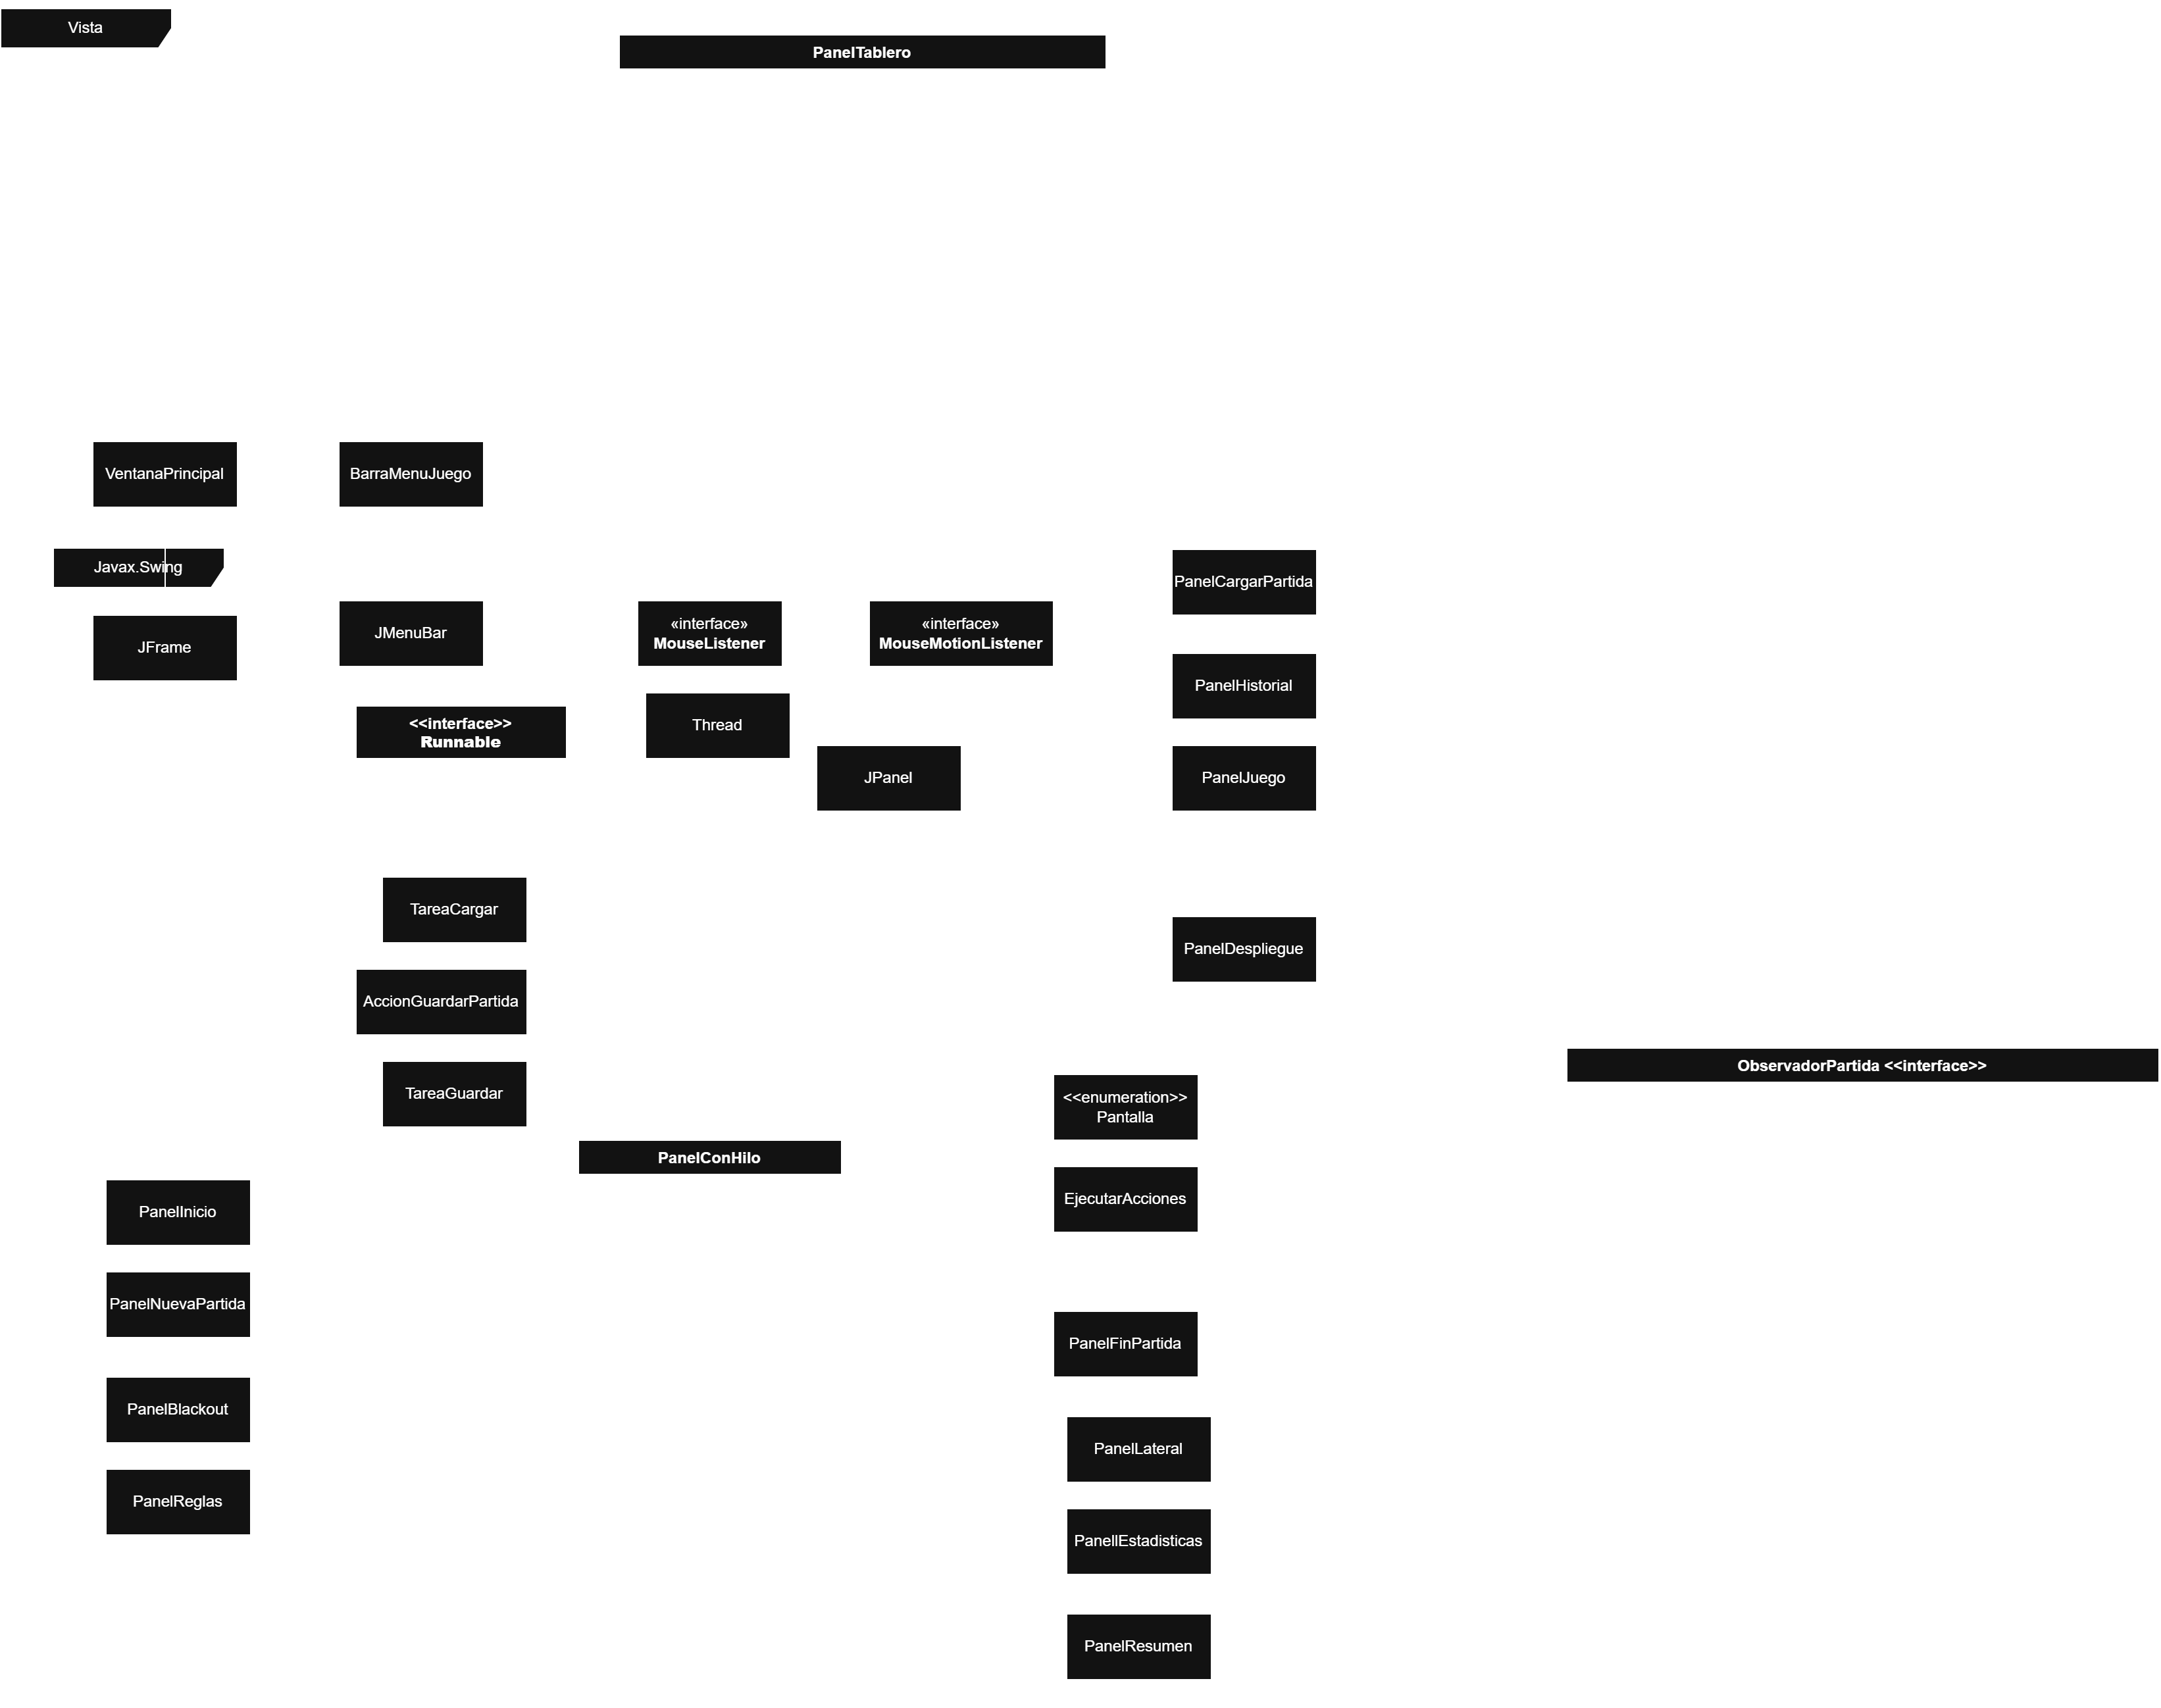 Vista
PanelTablero
VentanaPrincipal
BarraMenuJuego
Javax.Swing
PanelCargarPartida
JFrame
JMenuBar
«interface»
MouseListener
«interface»
MouseMotionListener
PanelHistorial
<<interface>>
Runnable
Thread
JPanel
PanelJuego
TareaCargar
PanelDespliegue
AccionGuardarPartida
ObservadorPartida <<interface>>
TareaGuardar
<<enumeration>>
Pantalla
PanelConHilo
PanelInicio
EjecutarAcciones
PanelNuevaPartida
PanelFinPartida
PanelBlackout
PanelLateral
PanelReglas
PanellEstadisticas
PanelResumen